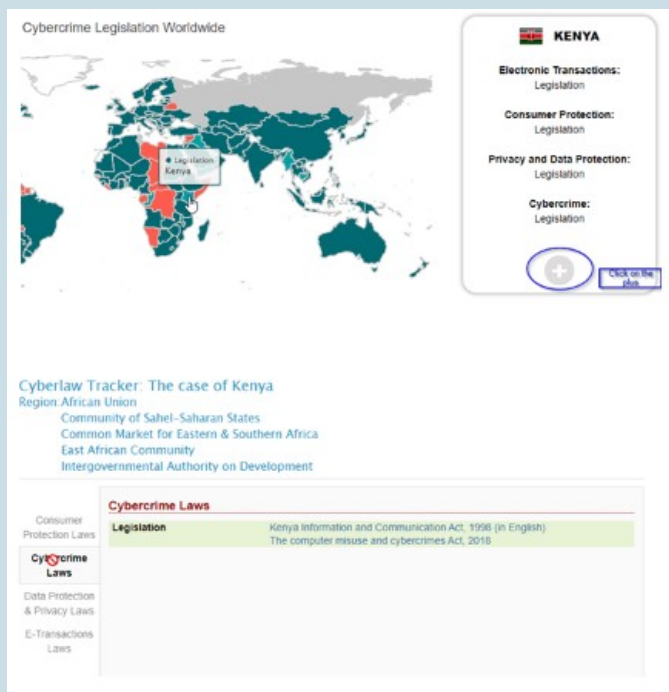 Cybercrime Legislation Worldwide
Legislation
Kenya
KENYA
Electronic Transactions:
Legislation
Consumer Protection:
Legislation
Privacy and Data Protection:
Legislation
Cybercrime:
Legislation
Click on the
plus
Cyberlaw Tracker: The case of Kenya
Region:African Union
Community of Sahel-Saharan States
Common Market for Eastern & Southern Africa
East African Community
Intergovernmental Authority on Development
Consumer
Protection Laws
Cybercrime
Laws
Data Protection
& Privacy Laws
E-Transactions
Laws
Cybercrime Laws
Legislation Kenya Information and Communication Act, 1998 (in English)
The computer misuse and cybercrimes Act, 2018